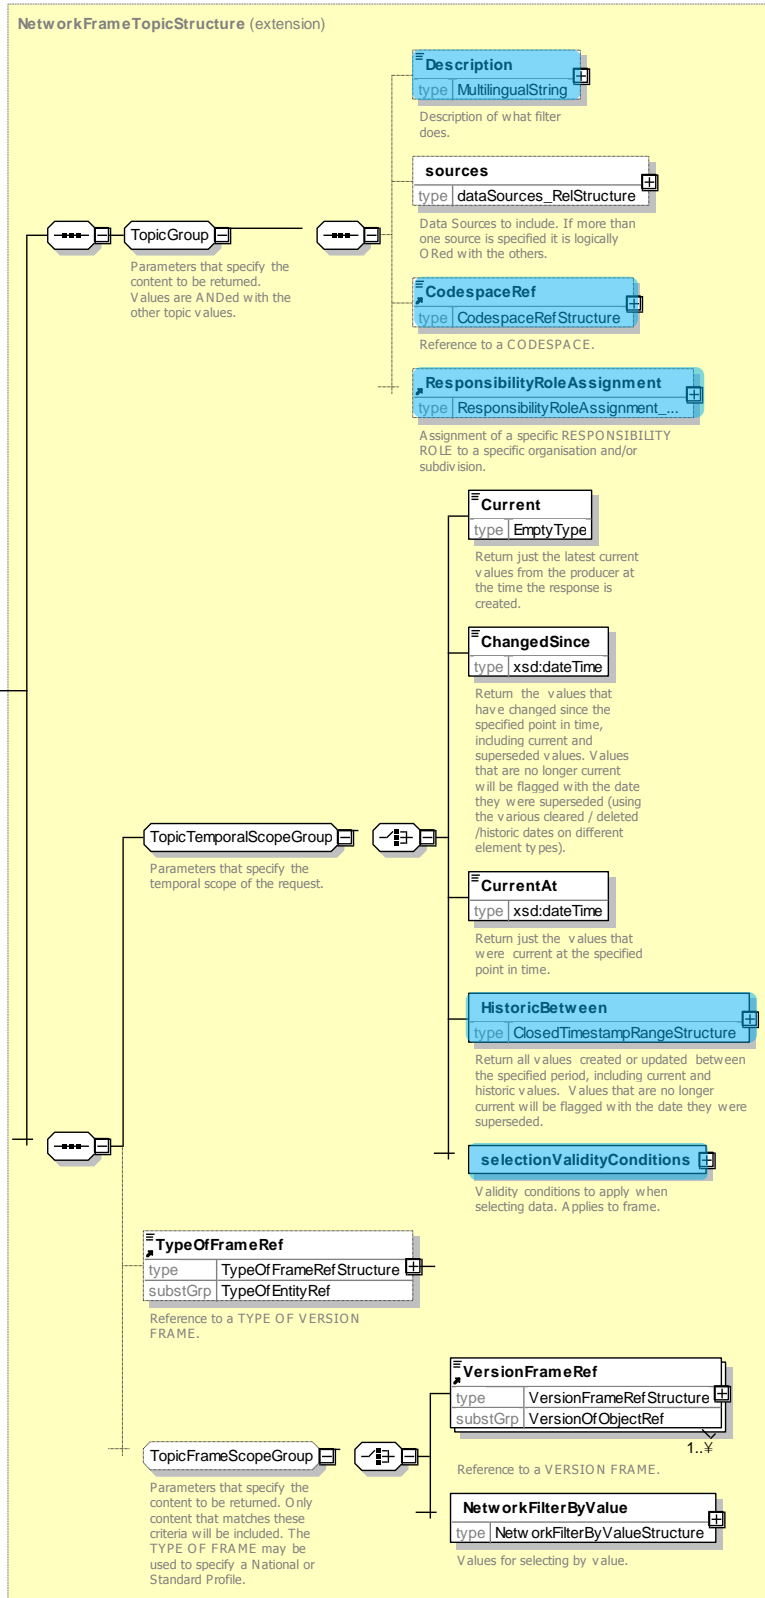 NetworkFrameTopicStructure (extension)
Description
type MultilingualString
Description of what filter
does.
sources
type dataSources_RelStructure
Data Sources to include. If more than
one source is specified it is logically
ORed with the others.
TopicGroup
Parameters that specify the
content to be returned.
Values are ANDed with the
other topic values.
CodespaceRef
type CodespaceRefStructure
Reference to a CODESPACE.
ResponsibilityRoleAssignment
type ResponsibilityRoleAssignment_...
Assignment of a specific RESPONSIBILITY
ROLE to a specific organisation and/or
subdivision.
Current
type EmptyType
Return just the latest current
values from the producer at
the time the response is
created.
ChangedSince
type xsd:dateTime
Return the values that
have changed since the
specified point in time,
including current and
superseded values. Values
that are no longer current
will be flagged with the date
they were superseded (using
the various cleared / deleted
/historic dates on different
element types).
TopicTemporalScopeGroup
Parameters that specify the
temporal scope of the request.
CurrentAt
type xsd:dateTime
Return just the values that
were current at the specified
point in time.
HistoricBetween
type ClosedTimestampRangeStructure
Return all values created or updated between
the specified period, including current and
historic values. Values that are no longer
current will be flagged with the date they were
superseded.
selectionValidityConditions
Validity conditions to apply when
selecting data. Applies to frame.
TypeOfFrameRef
type TypeOfFrameRefStructure
substGrp TypeOfEntityRef
Reference to a TYPE OF VERSION
FRAME.
VersionFrameRef
type VersionFrameRefStructure
substGrp VersionOfObjectRef
1..¥
Reference to a VERSION FRAME.
TopicFrameScopeGroup
Parameters that specify the
content to be returned. Only
content that matches these
criteria will be included. The
TYPE OF FRAME may be
used to specify a National or
Standard Profile.
NetworkFilterByValue
type NetworkFilterByValueStructure
Values for selecting by value.